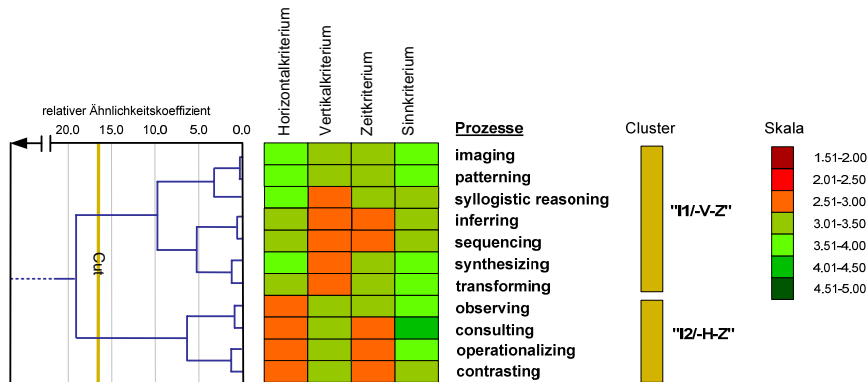 Horizontalkriterium
Vertikalkriterium
Zeitkriterium
Sinnkriterium
relativer Ähnlichkeitskoeffizient
20.0 15.0 10.0 5.0 0.0
Cut
Prozesse
imaging
patterning
syllogistic reasoning
inferring
sequencing
synthesizing
transforming
observing
consulting
operationalizing
contrasting
Cluster
"I1/-V-Z"
"I2/-H-Z"
Skala
1.51-2.00
2.01-2.50
2.51-3.00
3.01-3.50
3.51-4.00
4.01-4.50
4.51-5.00